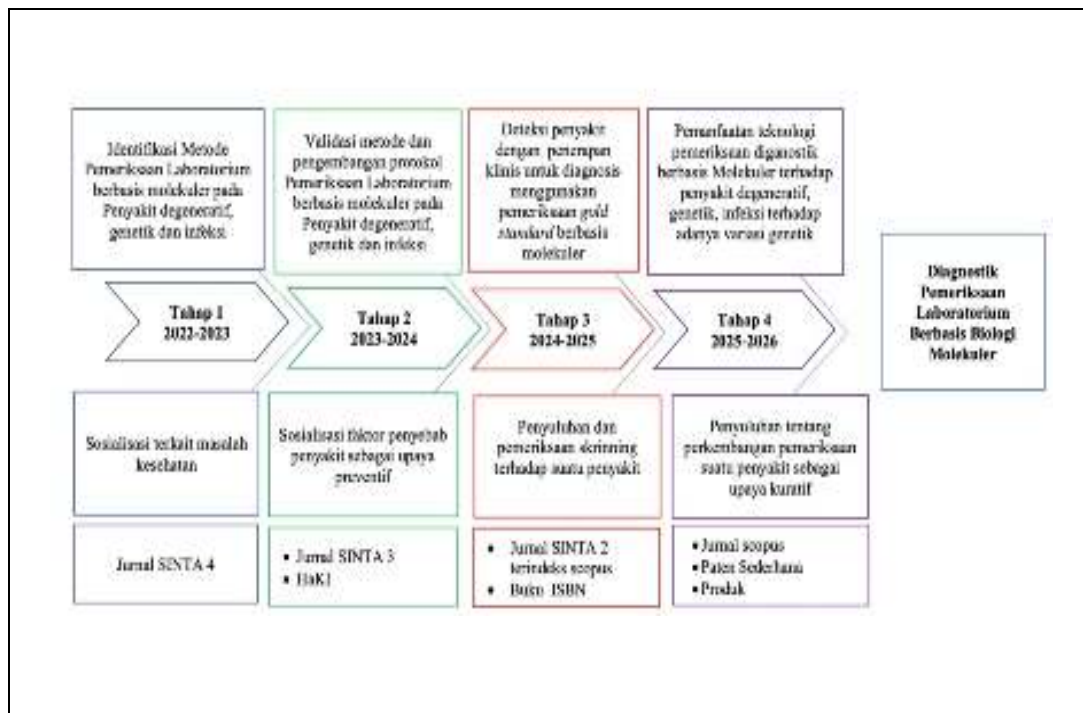 Identifikasi Metode
Pemeriksaan Laboratorium
berbasis molekuler pada
Penyakit degeneratif,
genetik dan infeksi
Validasi metode dan
pengembangan protokol
Pemeriksaan Laboratorium
berbasis molekuler pada
Penyakit degeneratif,
genetik dan infeksi
Deteksi penyakit
dengan penerapan
klinis untuk diagnosis
menggunakan
pemeriksaan gold
standard berbasis
molekuler
Pemanfaatan teknologi
pemeriksaan diganostik
berbasis Molekuler terhadap
penyakit degeneratif,
genetik, infeksi terhadap
adanya variasi genetik
Tahap 1
2022-2023
Tahap 2
2023-2024
Tahap 3
2024-2025
Tahap 4
2025-2026
Diagnostik
Pemeriksaan
Laboratorium
Berbasis Biologi
Molekuler
Sosialisasi terkait masalah
kesehatan
Sosialisasi faktor penyebab
penyakit sebagai upaya
preventif
Penyuluhan dan
pemeriksaan skrinning
terhadap suatu penyakit
Penyuluhan tentang
perkembangan pemeriksaan
suatu penyakit sebagai
upaya kuratif
Jurnal SINTA 4
• Jurnal SINTA 3
• HaKI
• Jurnal SINTA 2
terindeks scopus
• Buku ISBN
• Jurnal scopus
• Paten Sederhana
• Produk